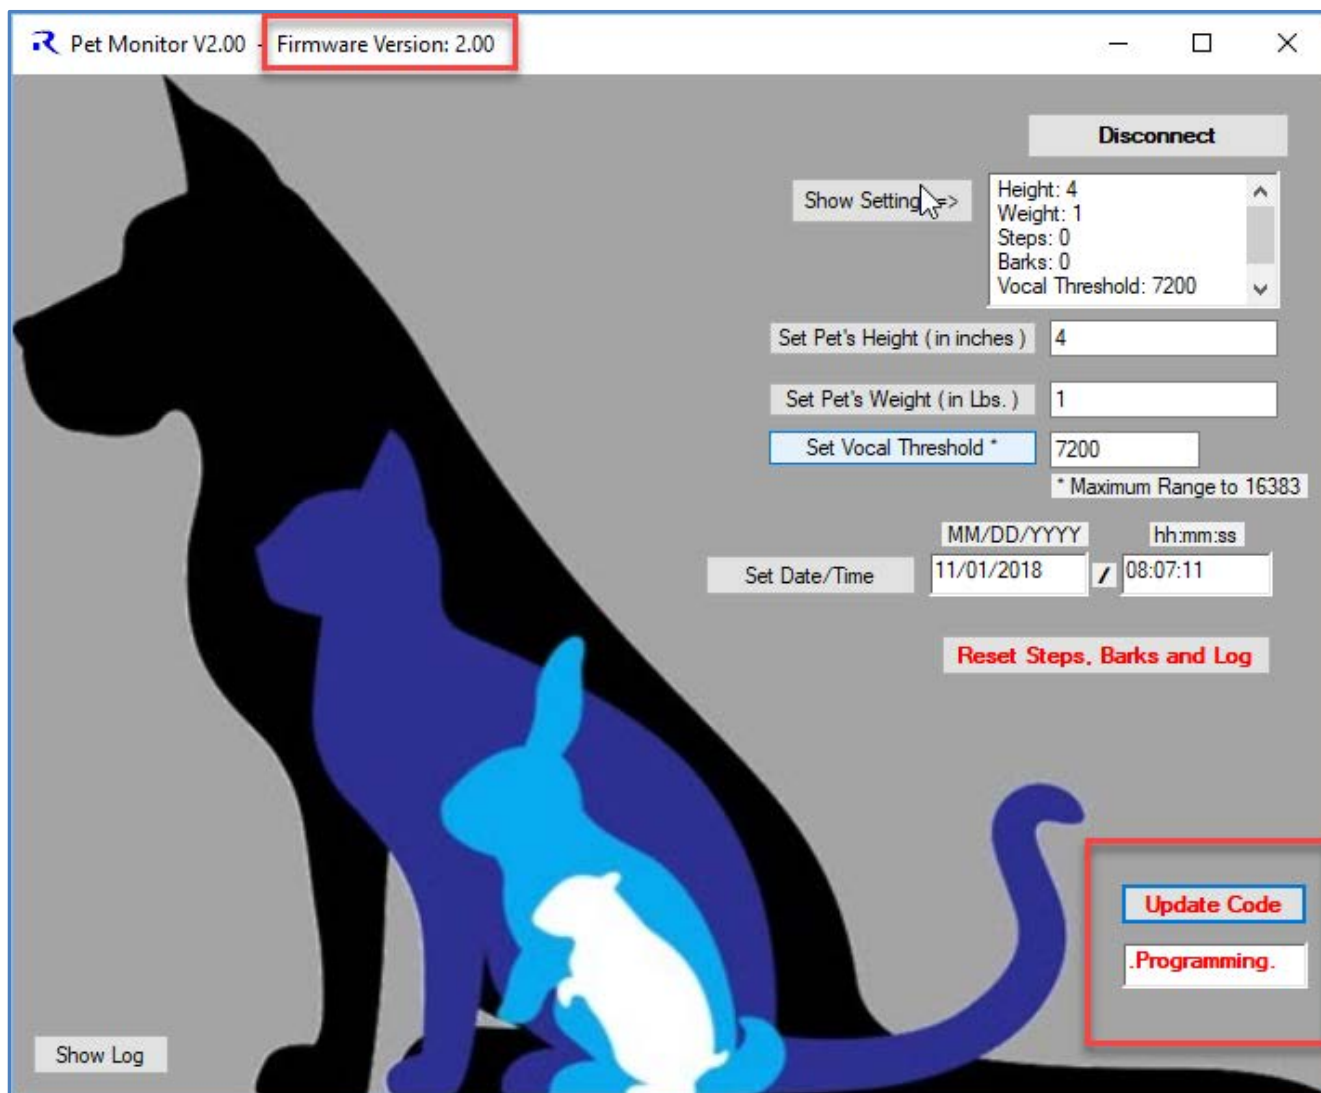 Pet Monitor V2.00 - Firmware Version: 2.00
Disconnect
Show Setting =>
Height: 4
Weight: 1
Steps: 0
Barks: 0
Vocal Threshold: 7200
Set Pet's Height ( in inches )
4
Set Pet's Weight ( in Lbs. )
1
Set Vocal Threshold *
7200
* Maximum Range to 16383
MM/DD/YYYY
hh:mm:ss
Set Date/Time
11/01/2018
/
08:07:11
Reset Steps, Barks and Log
Update Code
.Programming.
Show Log